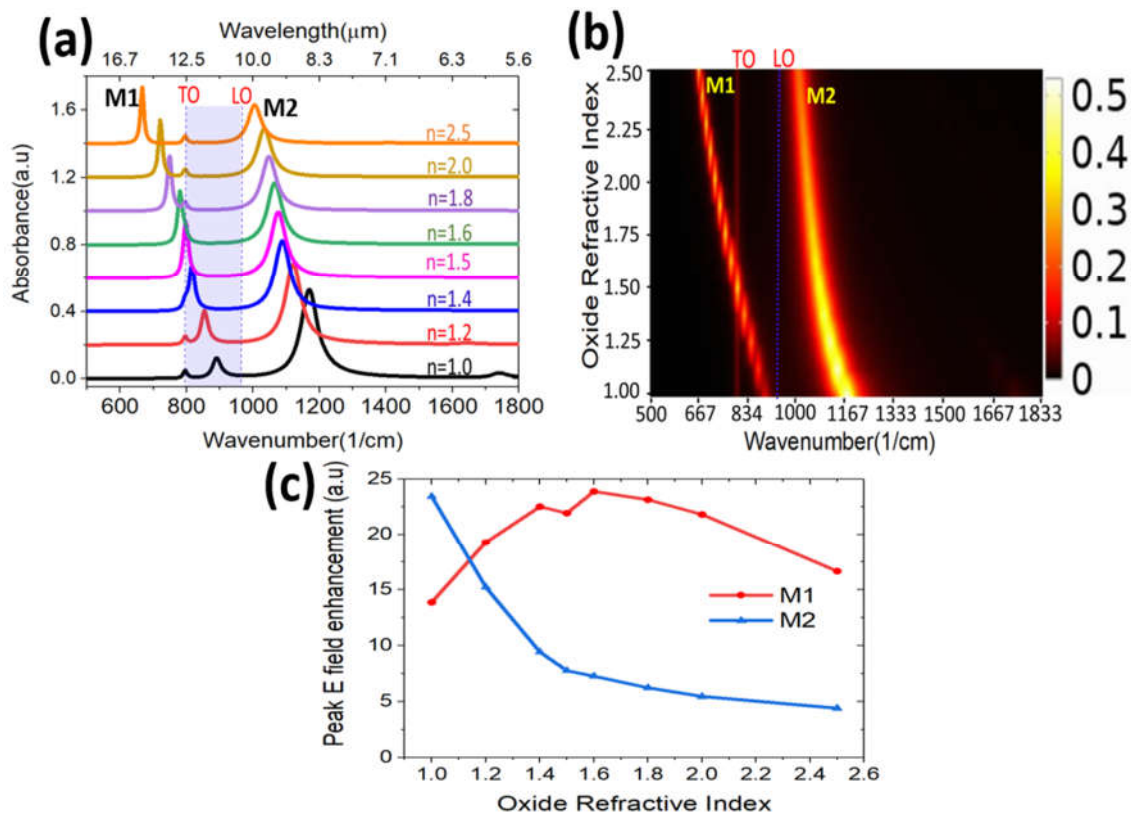 (a)
Wavelength(μm)
16.7 12.5 10.0 8.3 7.1 6.3 5.6
M1 TO LO M2
n=2.5
n=2.0
n=1.8
n=1.6
n=1.5
n=1.4
n=1.2
n=1.0
Absorbance(a.u)
1.6
1.2
0.8
0.4
0.0
600 800 1000 1200 1400 1600 1800
Wavenumber(1/cm)
(b)
TO LO
M1 M2
Oxide Refractive Index
2.50
2.25
2.00
1.75
1.50
1.25
1.00
500 667 834 1000 1167 1333 1500 1667 1833
Wavenumber(1/cm)
0.5
0.4
0.3
0.2
0.1
0
(c)
Peak E field enhancement (a.u)
25
20
15
10
5
0
M1
M2
1.0 1.2 1.4 1.6 1.8 2.0 2.2 2.4 2.6
Oxide Refractive Index